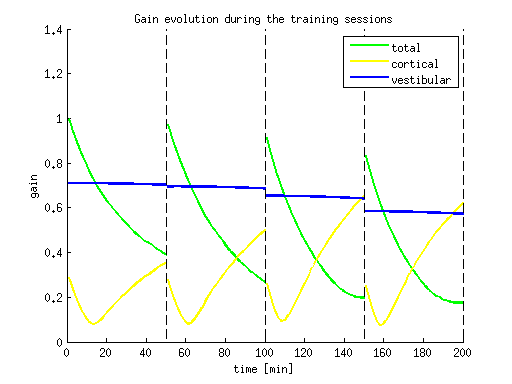 Gain evolution during the training sessions
total
cortical
vestibular
1.4
1.2
1
0.8
0.6
0.4
0.2
0
gain
0 20 40 60 80 100 120 140 160 180 200
time [min]